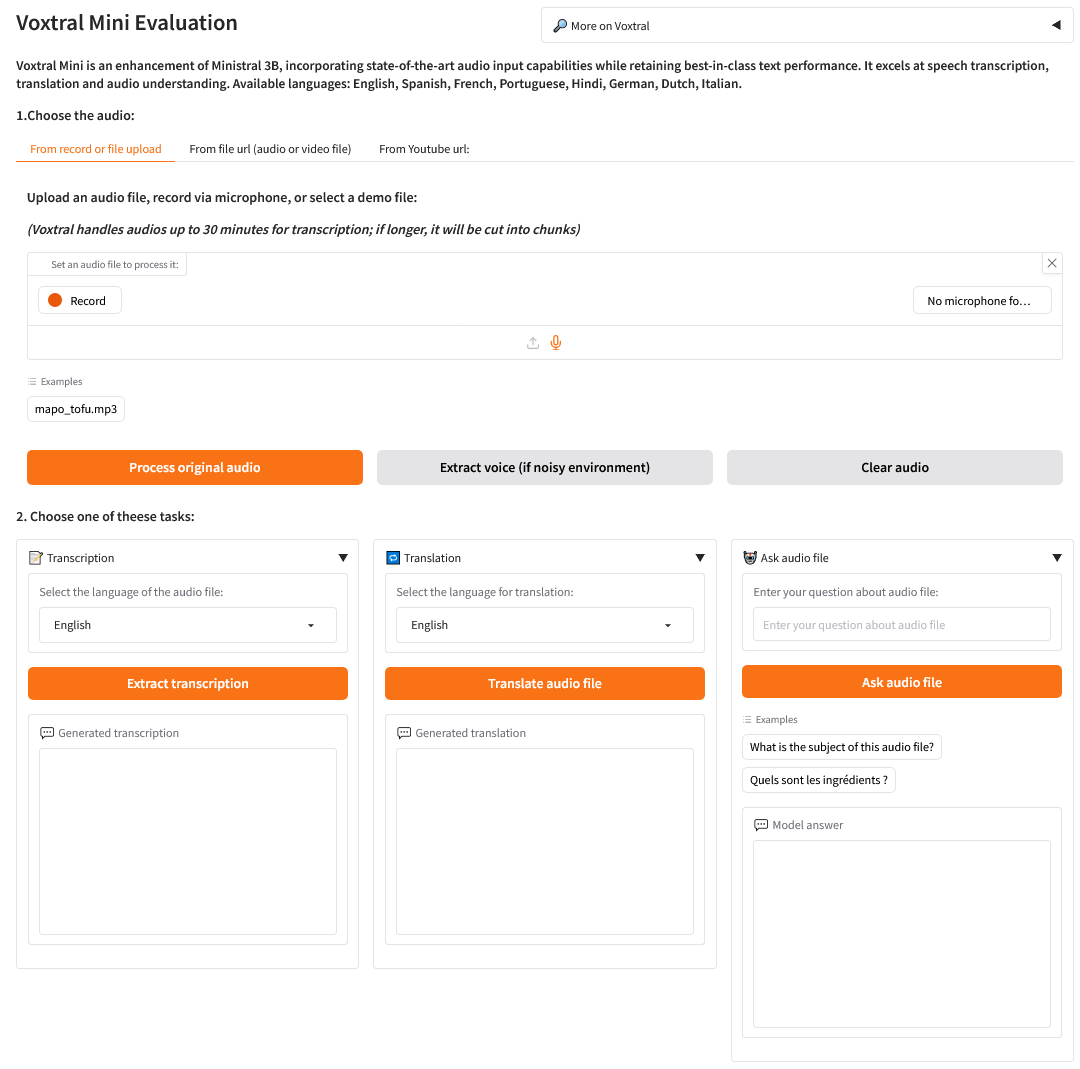 Voxtral Mini Evaluation
More on Voxtral
Voxtral Mini is an enhancement of Ministral 3B, incorporating state-of-the-art audio input capabilities while retaining best-in-class text performance. It excels at speech transcription,
translation and audio understanding. Available languages: English, Spanish, French, Portuguese, Hindi, German, Dutch, Italian.
1.Choose the audio:
From record or file upload
From file url (audio or video file)
From Youtube url:
Upload an audio file, record via microphone, or select a demo file:
(Voxtral handles audios up to 30 minutes for transcription; if longer, it will be cut into chunks)
Set an audio file to process it:
Record
No microphone fo…
Examples
mapo_tofu.mp3
Process original audio
Extract voice (if noisy environment)
Clear audio
2. Choose one of theese tasks:
Transcription
Select the language of the audio file:
English
Extract transcription
Generated transcription
Translation
Select the language for translation:
English
Translate audio file
Generated translation
Ask audio file
Enter your question about audio file:
Enter your question about audio file
Ask audio file
Examples
What is the subject of this audio file?
Quels sont les ingrédients ?
Model answer